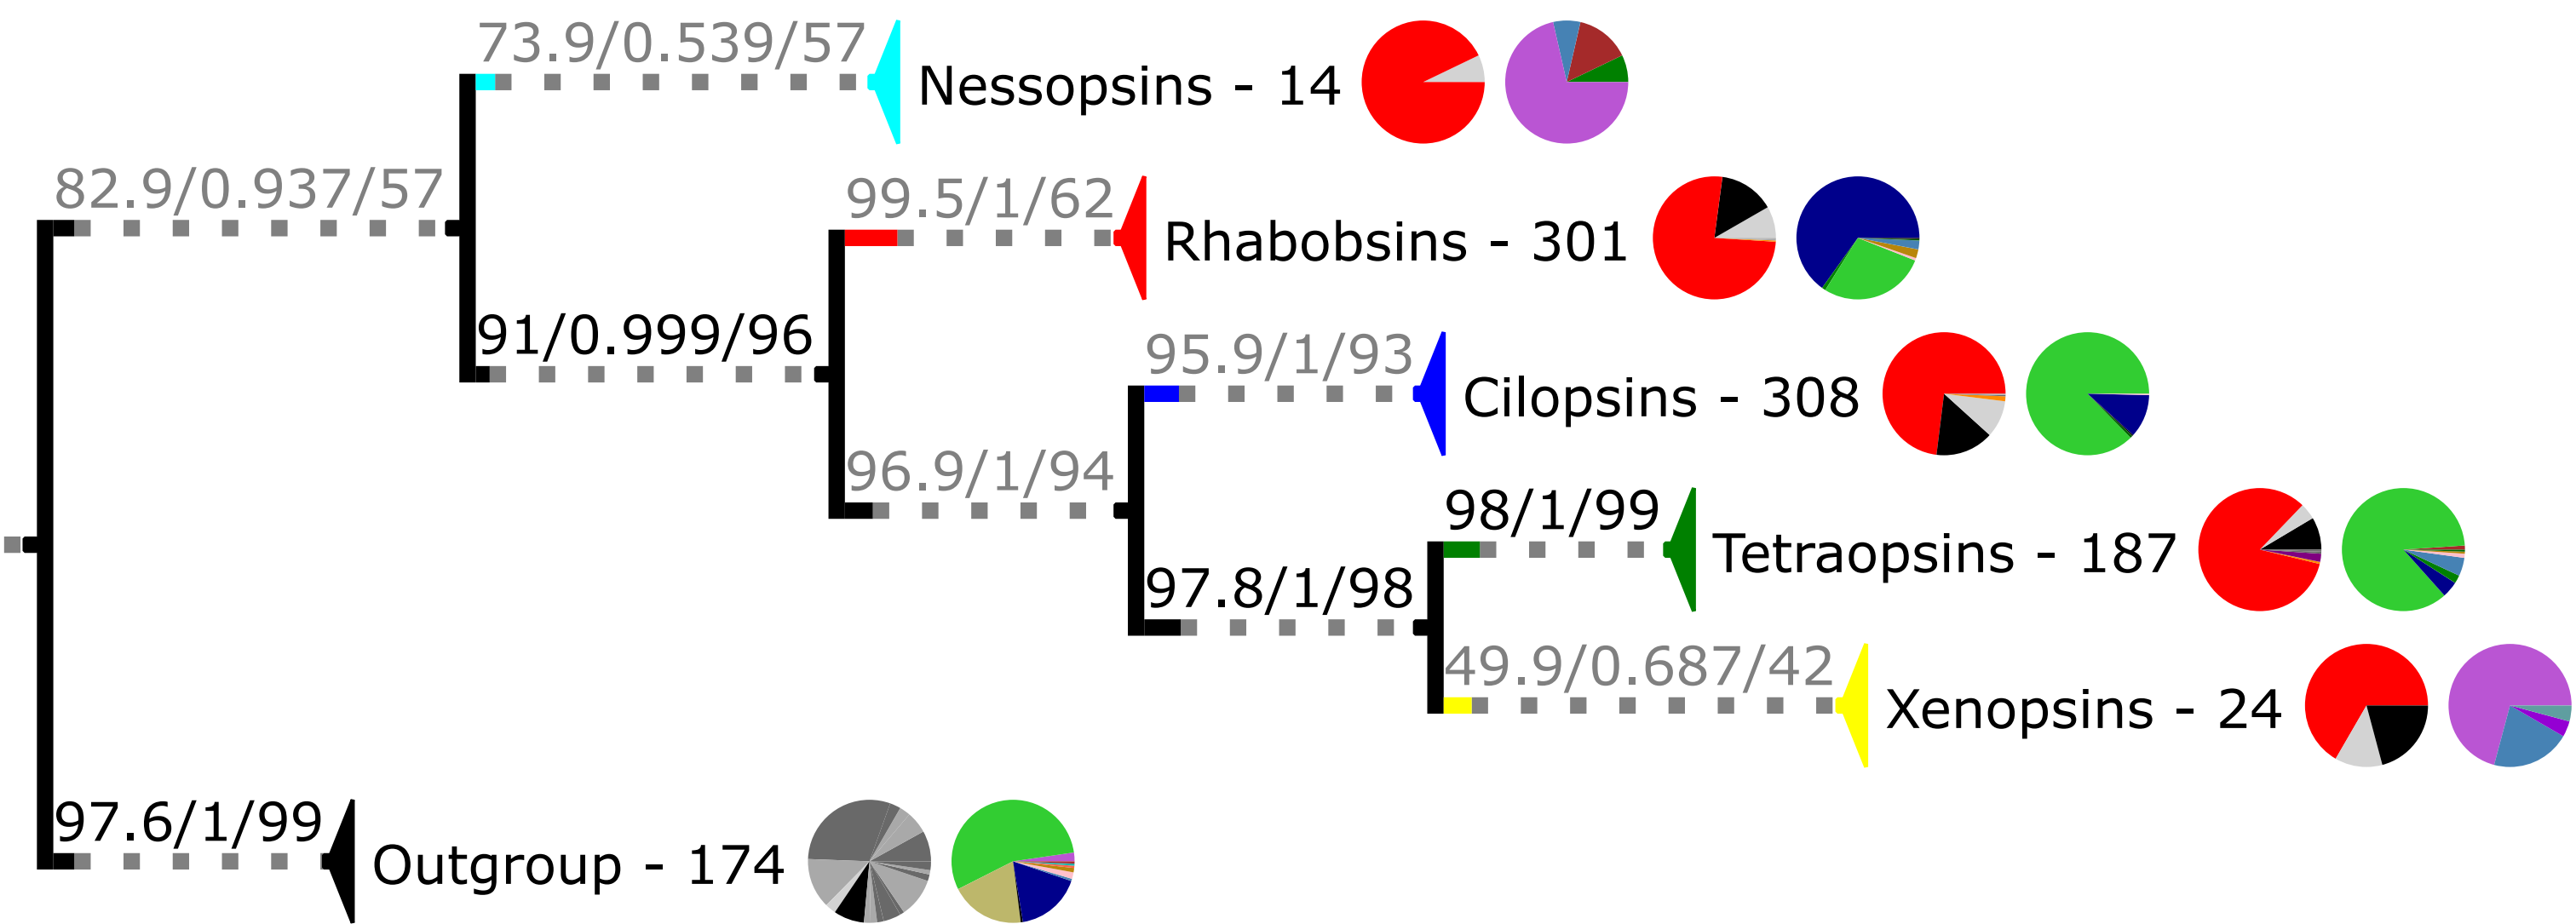 73.9/0.539/57
Nessopsins - 14
82.9/0.937/57
99.5/1/62
Rhabobsins - 301
91/0.999/96
95.9/1/93
Cilopsins - 308
96.9/1/94
98/1/99
Tetraopsins - 187
97.8/1/98
49.9/0.687/42
Xenopsins - 24
97.6/1/99
Outgroup - 174